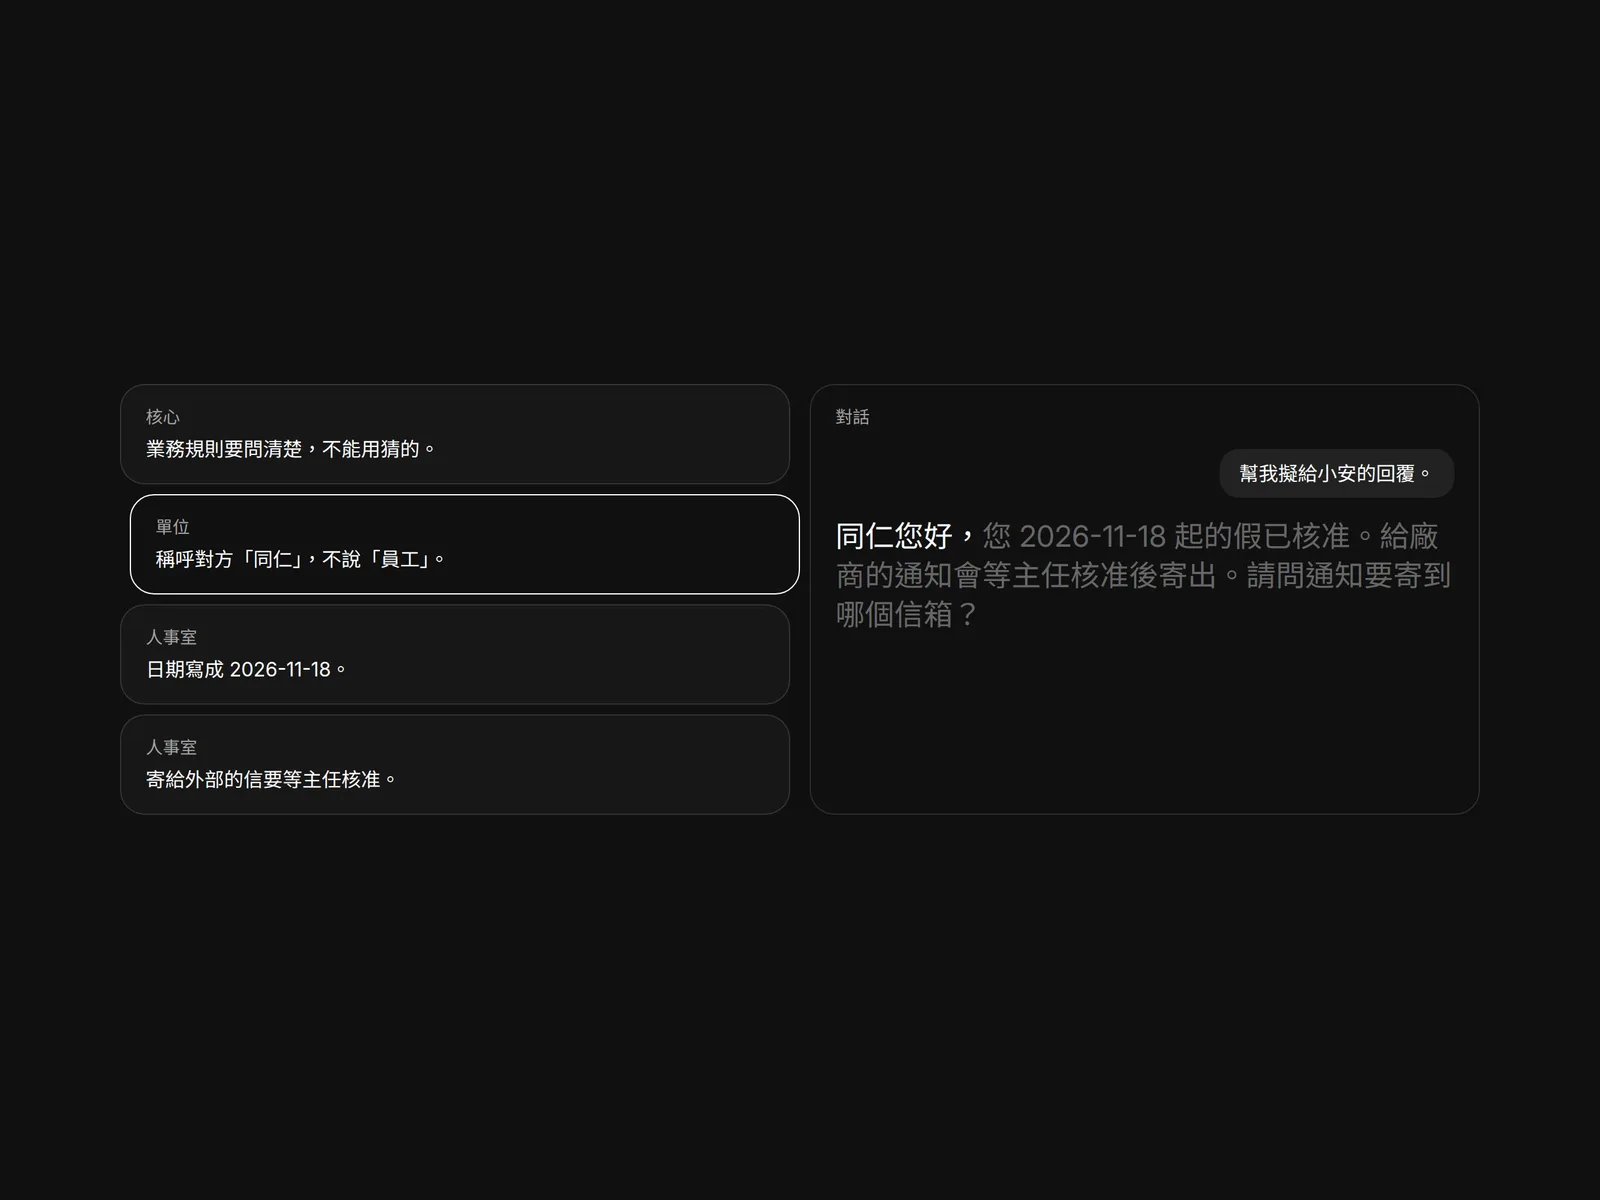 核心
業務規則要問清楚，不能用猜的。
單位
稱呼對方「同仁」，不說「員工」。
人事室
日期寫成 2026-11-18。
人事室
寄給外部的信要等主任核准。
對話
幫我擬給小安的回覆。
同仁您好，您 2026-11-18 起的假已核准。給廠
商的通知會等主任核准後寄出。請問通知要寄到
哪個信箱？